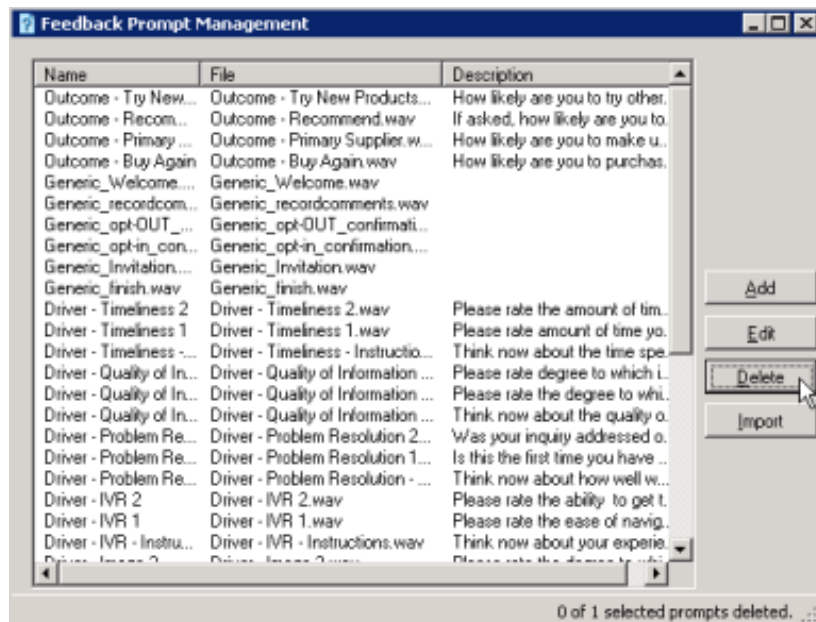 Feedback Prompt Management
Name File Description
Outcome - Try New... Outcome - Try New Products... How likely are you to try other.
Outcome - Recom... Outcome - Recommend.wav If asked, how likely are you to.
Outcome - Primary ... Outcome - Primary Supplier.w... How likely are you to make u..
Outcome - Buy Again Outcome - Buy Again.wav How likely are you to purchas.
Generic_Welcome.... Generic_Welcome.wav
Generic_recordcom... Generic_recordcomments.wav
Generic_opt-OUT_... Generic_opt-OUT_confirmati...
Generic_opt-in_con... Generic_opt-in_confirmation....
Generic_Invitation.... Generic_Invitation.wav
Generic_finish.wav Generic_finish.wav
Add
Driver - Timeliness 2 Driver - Timeliness 2.wav Please rate the amount of tim..
Driver - Timeliness 1 Driver - Timeliness 1.wav Please rate amount of time yo.
Edit
Driver - Timeliness -... Driver - Timeliness - Instructio... Think now about the time spe.
Driver - Quality of In... Driver - Quality of Information ... Please rate degree to which i..
Delete
Driver - Quality of In... Driver - Quality of Information ... Please rate the degree to whi..
Driver - Quality of In... Driver - Quality of Information ... Think now about the quality o.
Import
Driver - Problem Re... Driver - Problem Resolution 2... Was your inquiry addressed o.
Driver - Problem Re... Driver - Problem Resolution 1... Is this the first time you have ..
Driver - Problem Re... Driver - Problem Resolution - ... Think now about how well w...
Driver - IVR 2 Driver - IVR 2.wav Please rate the ability to get t.
Driver - IVR 1 Driver - IVR 1.wav Please rate the ease of navig..
Driver - IVR - Instru... Driver - IVR - Instructions.wav Think now about your experie.
0 of 1 selected prompts deleted.